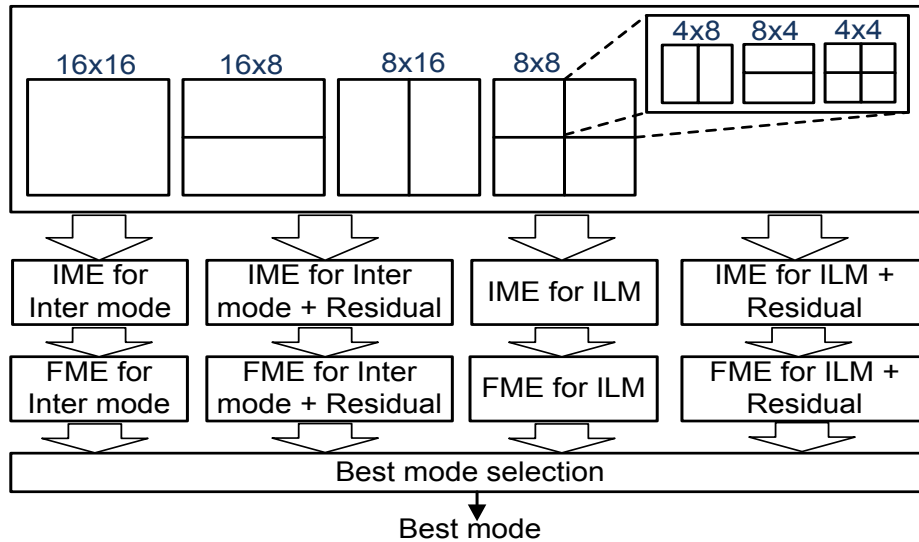 4x8 8x4 4x4
16x16 16x8 8x16 8x8
IME for
Inter mode
IME for Inter
mode + Residual
IME for ILM
IME for ILM +
Residual
FME for
Inter mode
FME for Inter
mode + Residual
FME for ILM
FME for ILM +
Residual
Best mode selection
Best mode